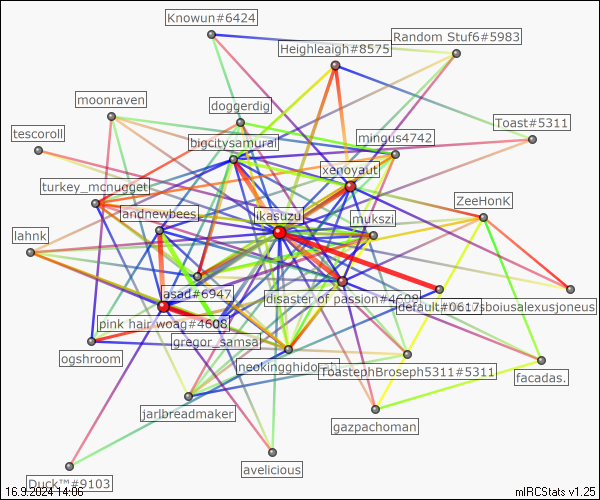 Knowun#6424
Random Stuf6#5983
Heighleaigh#8575
moonraven
doggerdig
Toast#5311
tescoroll
bigcitysamurai
mingus4742
xenoyaut
turkey_mcnugget
ZeeHonK
andnewbees
ikasuzu
mukszi
lahnk
asad#6947
disaster of passion#4608
default#0617
sboiusalexusjoneus
pink hair woag#4608
gregor_samsa
ogshroom
ToastephBroseph5311#5311
facadas.
jarlbreadmaker
gazpachoman
avelicious
Duck™#9103
16.9.2024 14:06
mIRCStats v1.25